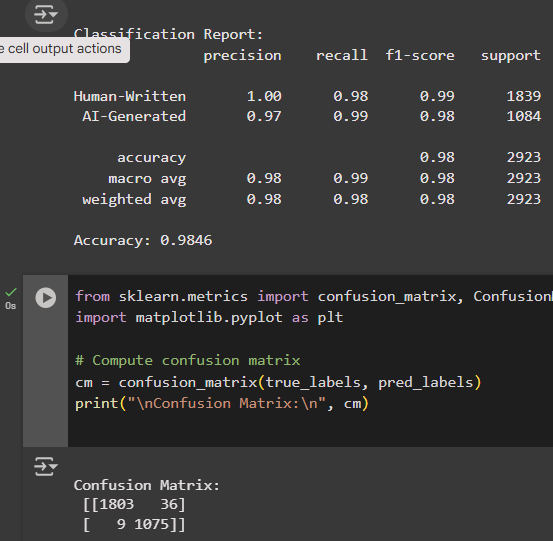 Classification Report:
e cell output actions
precision recall f1-score support
Human-Written 1.00 0.98 0.99 1839
AI-Generated 0.97 0.99 0.98 1084
accuracy 0.98 2923
macro avg 0.98 0.99 0.98 2923
weighted avg 0.98 0.98 0.98 2923
Accuracy: 0.9846
0s
from sklearn.metrics import confusion_matrix, Confusion
import matplotlib.pyplot as plt
# Compute confusion matrix
cm = confusion_matrix(true_labels, pred_labels)
print("\nConfusion Matrix:\n", cm)
Confusion Matrix:
[[1803 36]
[ 9 1075]]